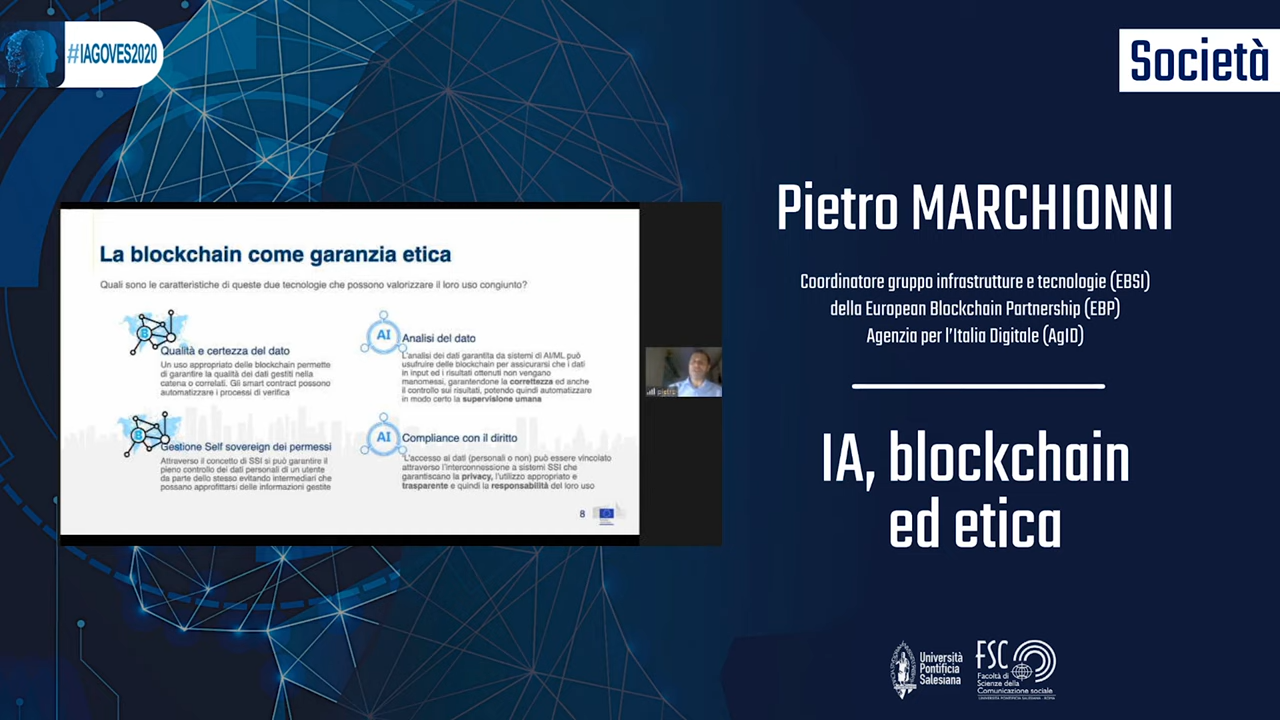 #IAGOVES2020
Società
La blockchain come garanzia etica
Quali sono le caratteristiche di queste due tecnologie che possono valorizzare il loro uso congiunto?
B
Qualità e certezza del dato
Un uso appropriato delle blockchain permette
di garantire la qualità dei dati gestiti nella
catena o correlati. Gli smart contract possono
automatizzare i processi di verifica
AI
Analisi del dato
L'analisi dei dati garantita da sistemi di AI/ML può
usufruire delle blockchain per assicurarsi che i dati
in input ed i risultati ottenuti non vengano
manomessi, garantendone la correttezza ed anche
il controllo sui risultati, potendo quindi automatizzare
in modo certo la supervisione umana
B
Gestione Self sovereign dei permessi
Attraverso il concetto di SSI si può garantire il
pieno controllo dei dati personali di un utente
da parte dello stesso evitando intermediari che
possano approfittarsi delle informazioni gestite
AI
Compliance con il diritto
L'accesso ai dati (personali o non) può essere vincolato
attraverso l'interconnessione a sistemi SSI che
garantiscano la privacy, l'utilizzo appropriato e
trasparente e quindi la responsabilità del loro uso
8
pietro
Pietro MARCHIONNI
Coordinatore gruppo infrastrutture e tecnologie (EBSI)
della European Blockchain Partnership (EBP)
Agenzia per l'Italia Digitale (AgID)
IA, blockchain
ed etica
Università
Pontificia
Salesiana
FSC
Facoltà di
Scienze della
Comunicazione sociale